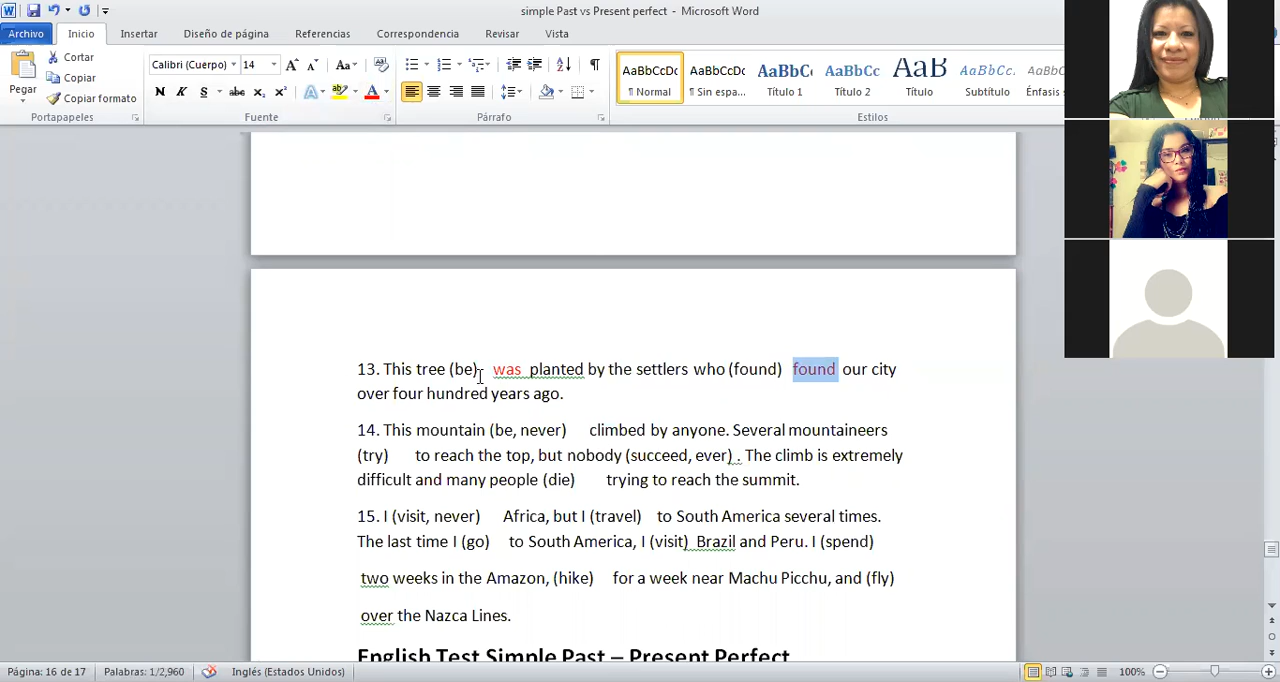 simple Past vs Present perfect - Microsoft Word
Archivo Inicio Insertar Diseño de página Referencias Correspondencia Revisar Vista
Pegar
Cortar
Copiar
Copiar formato
Portapapeles
Calibri (Cuerpo) 14
Aa
N K S abc x₂ x² A ab A
Fuente
Párrafo
AaBbCcDc AaBbCcDc AaBbC AaBbCc AaB AaBbCc. AaBbCc
¶ Normal ¶ Sin espa... Título 1 Título 2 Título Subtítulo Énfasis
Estilos
13. This tree (be) was planted by the settlers who (found) found our city
over four hundred years ago.
14. This mountain (be, never) climbed by anyone. Several mountaineers
(try) to reach the top, but nobody (succeed, ever) . The climb is extremely
difficult and many people (die) trying to reach the summit.
15. I (visit, never) Africa, but I (travel) to South America several times.
The last time I (go) to South America, I (visit) Brazil and Peru. I (spend)
two weeks in the Amazon, (hike) for a week near Machu Picchu, and (fly)
over the Nazca Lines.
English Test Simple Past – Present Perfect
Página: 16 de 17 Palabras: 1/2,960 Inglés (Estados Unidos) 100%